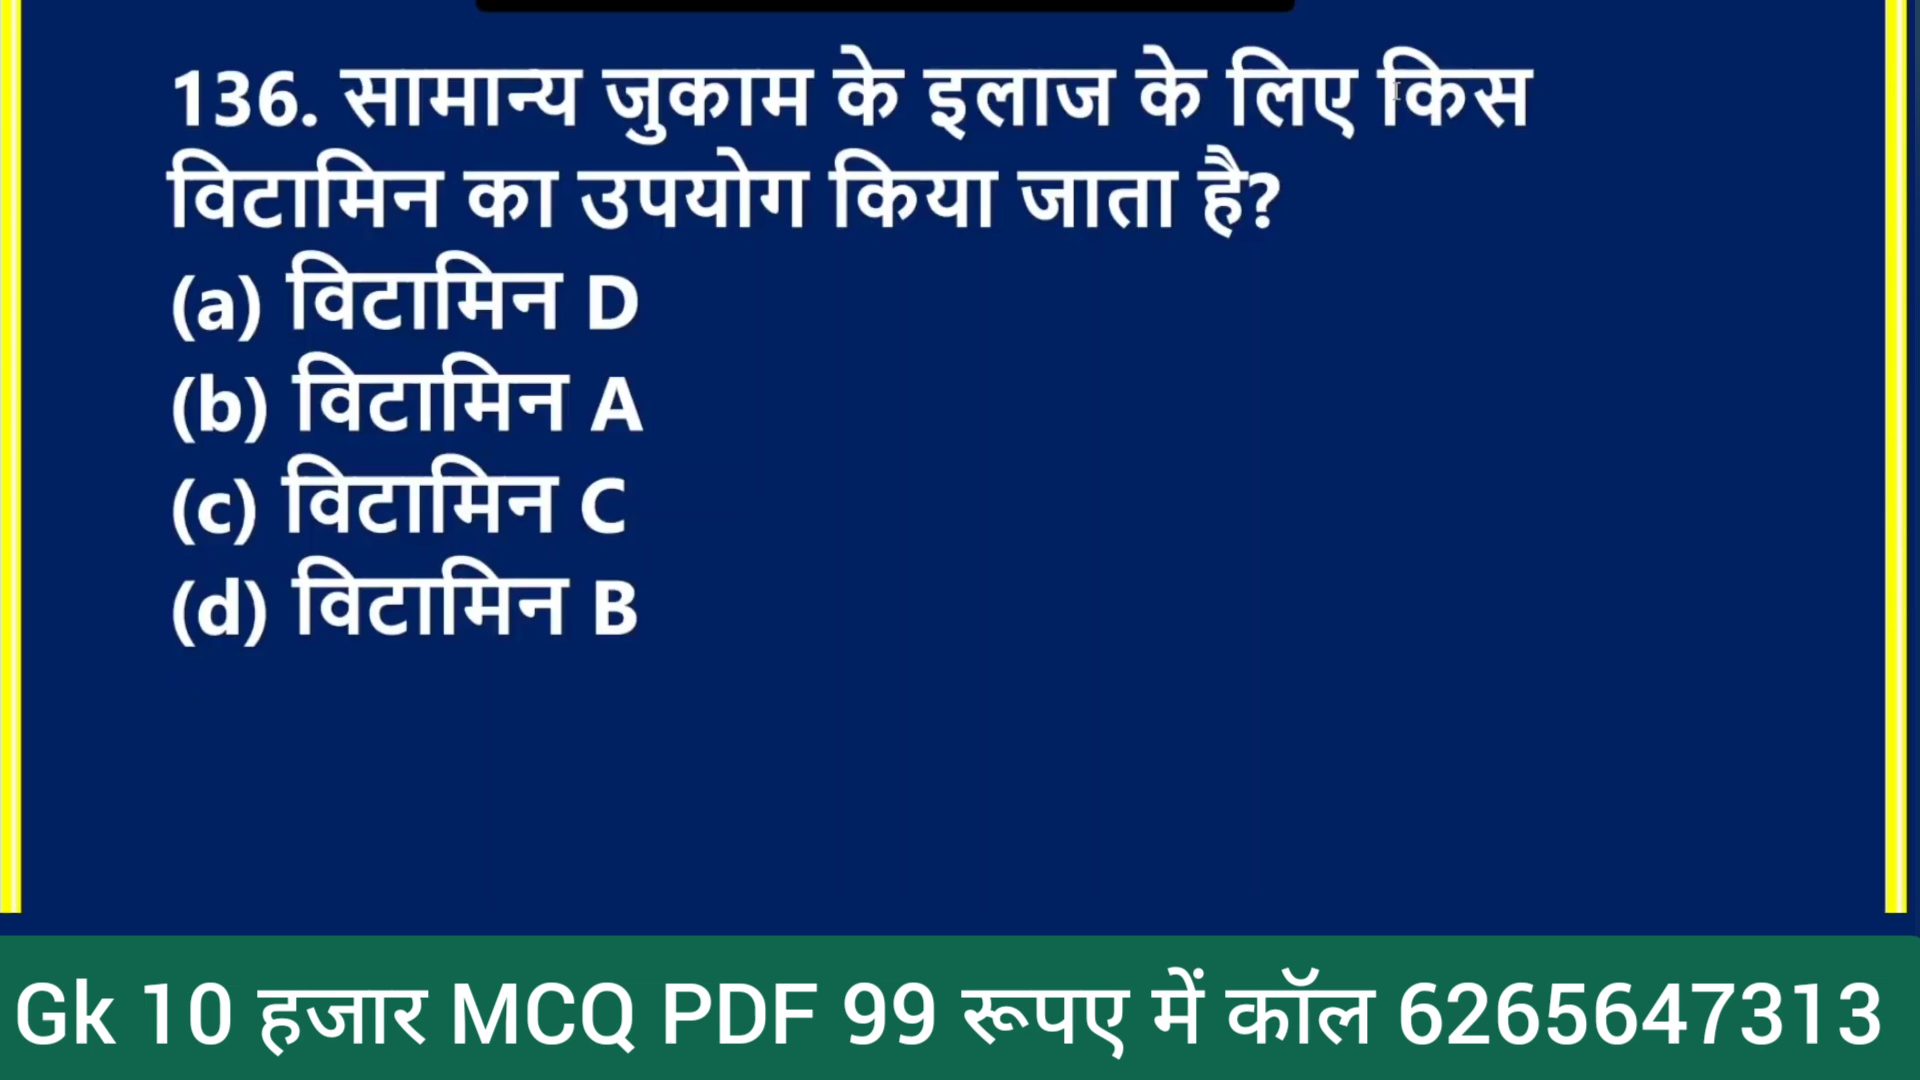 136. सामान्य जुकाम के इलाज के लिए किस
विटामिन का उपयोग किया जाता है?
(a) विटामिन D
(b) विटामिन A
(c) विटामिन C
(d) विटामिन B
Gk 10 हजार MCQ PDF 99 रूपए में कॉल 6265647313